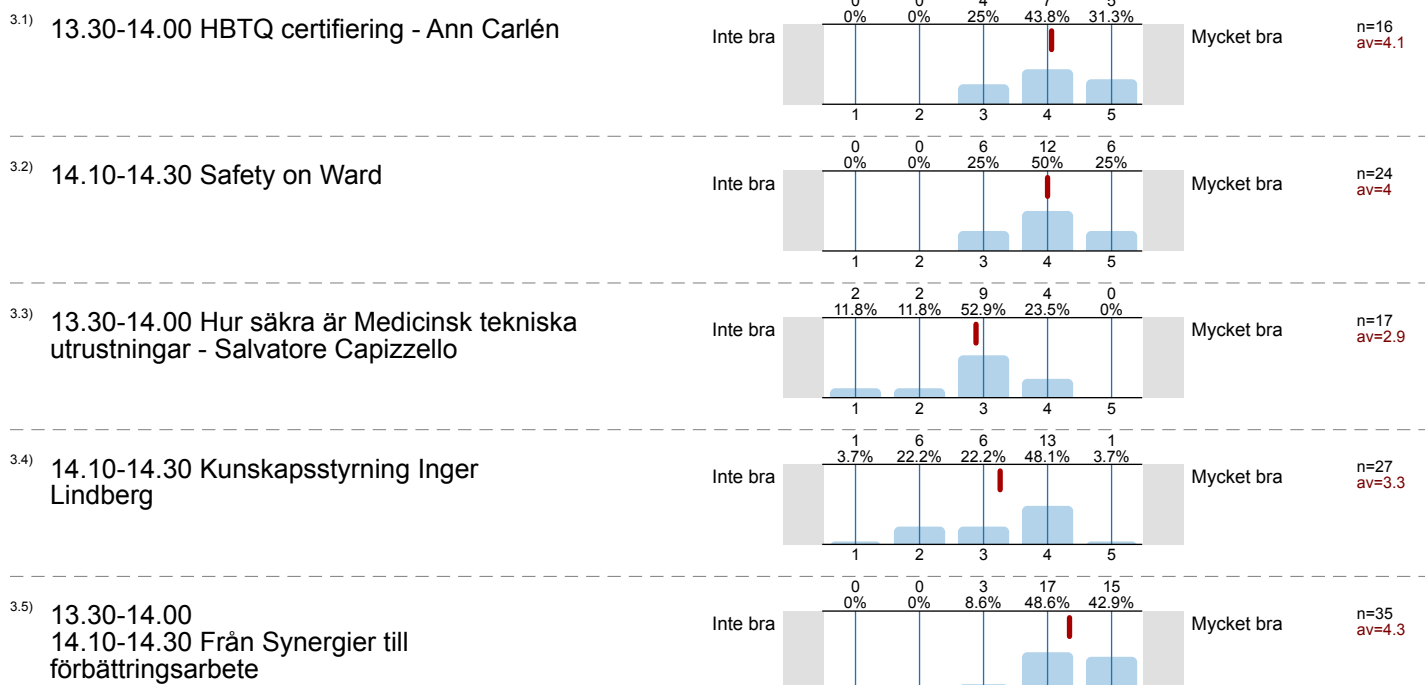 0 0 4 7 5
0% 0% 25% 43.8% 31.3%
3.1) 13.30-14.00 HBTQ certifiering - Ann Carlén
Inte bra
Mycket bra
n=16
av=4.1
1 2 3 4 5
0 0 6 12 6
0% 0% 25% 50% 25%
3.2) 14.10-14.30 Safety on Ward
Inte bra
Mycket bra
n=24
av=4
1 2 3 4 5
2 2 9 4 0
11.8% 11.8% 52.9% 23.5% 0%
3.3) 13.30-14.00 Hur säkra är Medicinsk tekniska
utrustningar - Salvatore Capizzello
Inte bra
Mycket bra
n=17
av=2.9
1 2 3 4 5
1 6 6 13 1
3.7% 22.2% 22.2% 48.1% 3.7%
3.4) 14.10-14.30 Kunskapsstyrning Inger
Lindberg
Inte bra
Mycket bra
n=27
av=3.3
1 2 3 4 5
0 0 3 17 15
0% 0% 8.6% 48.6% 42.9%
3.5) 13.30-14.00
14.10-14.30 Från Synergier till
förbättringsarbete
Inte bra
Mycket bra
n=35
av=4.3